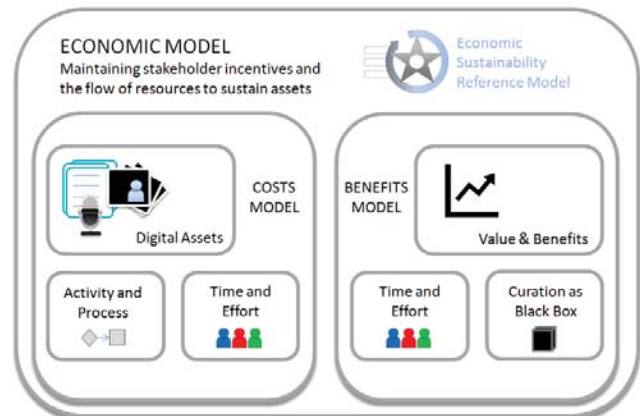 ECONOMIC MODEL
Maintaining stakeholder incentives and
the flow of resources to sustain assets
Economic
Sustainability
Reference Model
COSTS
MODEL
Digital Assets
Activity and
Process
Time and
Effort
BENEFITS
MODEL
Value & Benefits
Time and
Effort
Curation as
Black Box